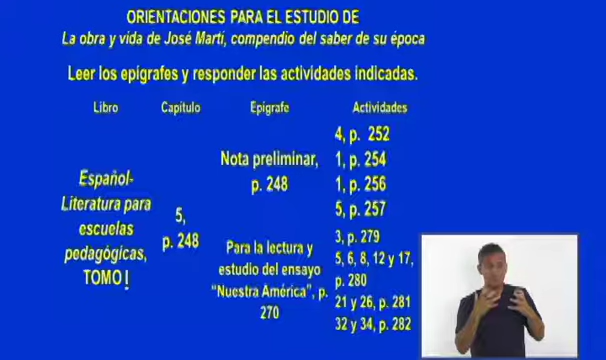 ORIENTACIONES PARA EL ESTUDIO DE
La obra y vida de José Martí, compendio del saber de su época
Leer los epígrafes y responder las actividades indicadas.
Libro Capítulo Epígrafe Actividades
Español-
Literatura para
escuelas
pedagógicas,
TOMO I
5,
p. 248
Nota preliminar,
p. 248
4, p. 252
1, p. 254
1, p. 256
5, p. 257
Para la lectura y
estudio del ensayo
“Nuestra América”, p.
270
3, p. 279
5, 6, 8, 12 y 17,
p. 280
21 y 26, p. 281
32 y 34, p. 282